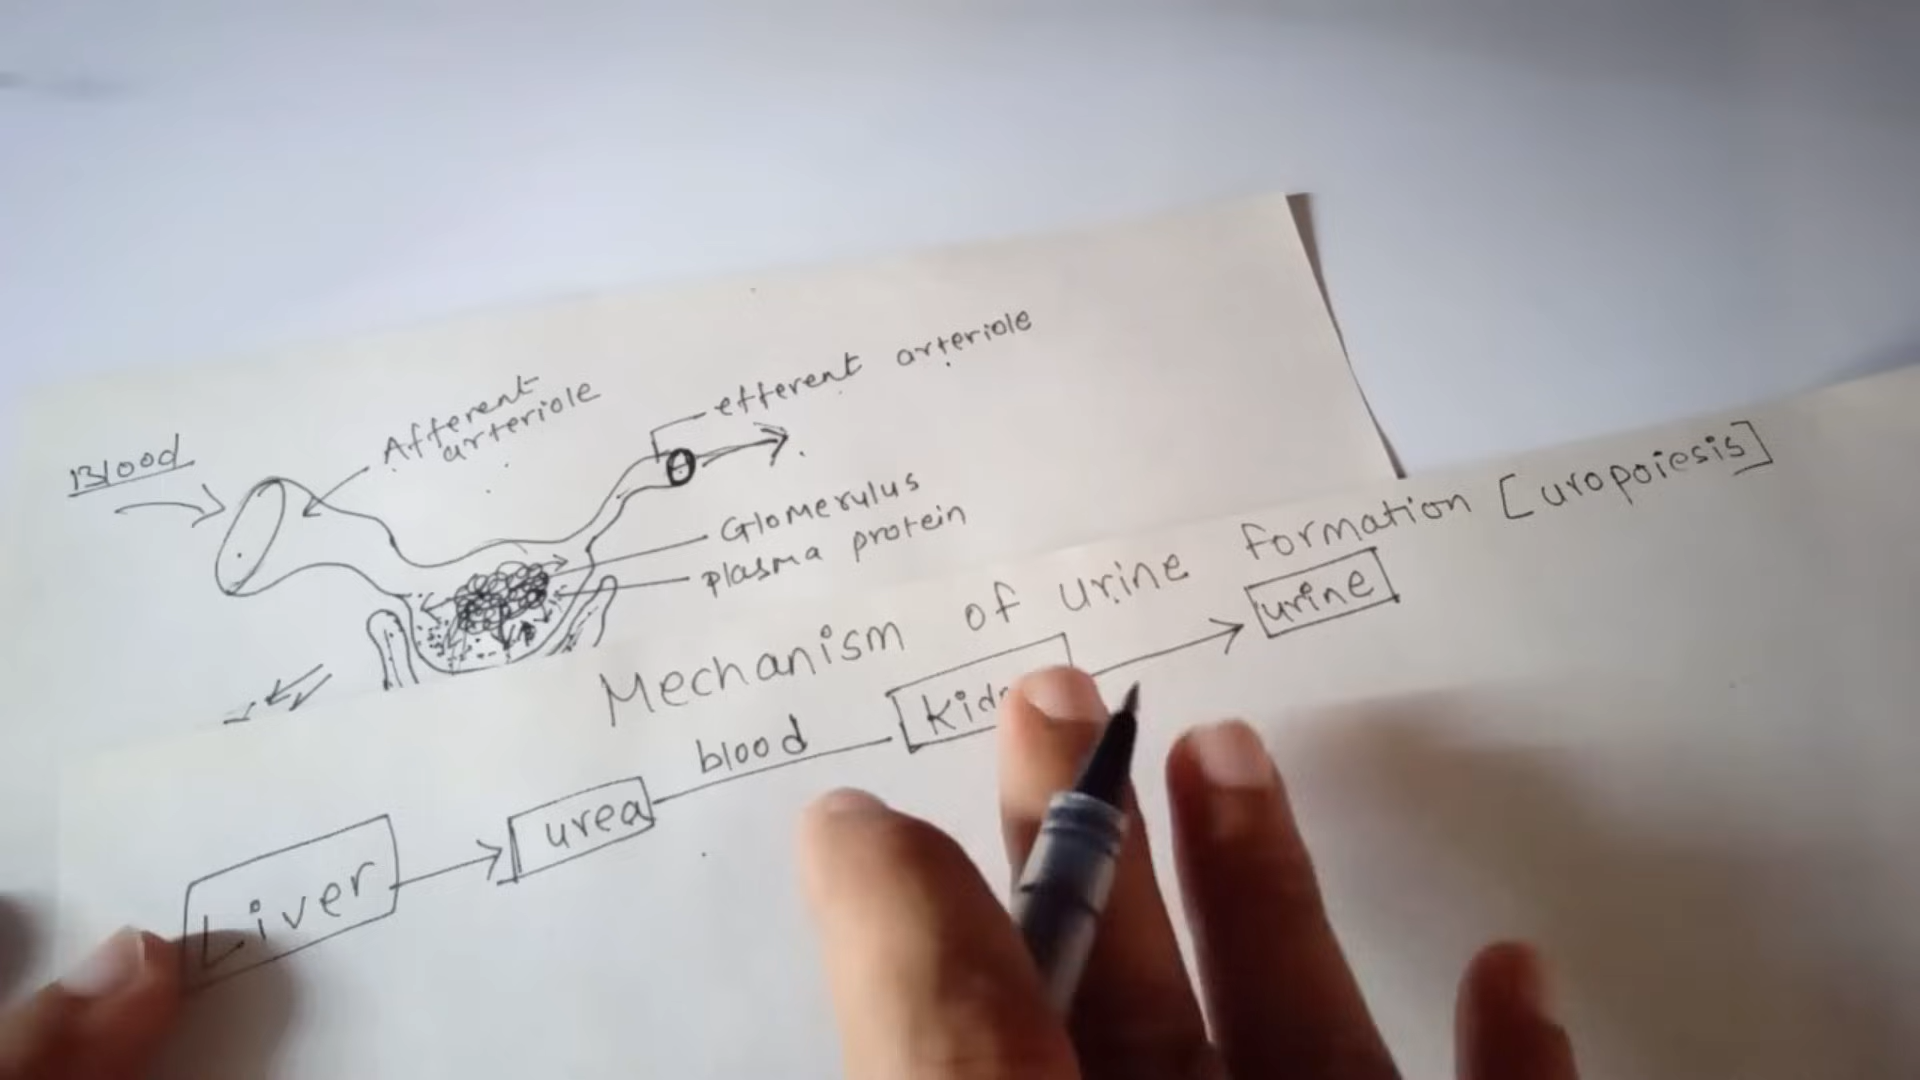 Blood
Afferent
arteriole
efferent arteriole
Glomerulus
plasma protein
Mechanism of urine formation [uropoiesis]
Liver
urea
blood
urine